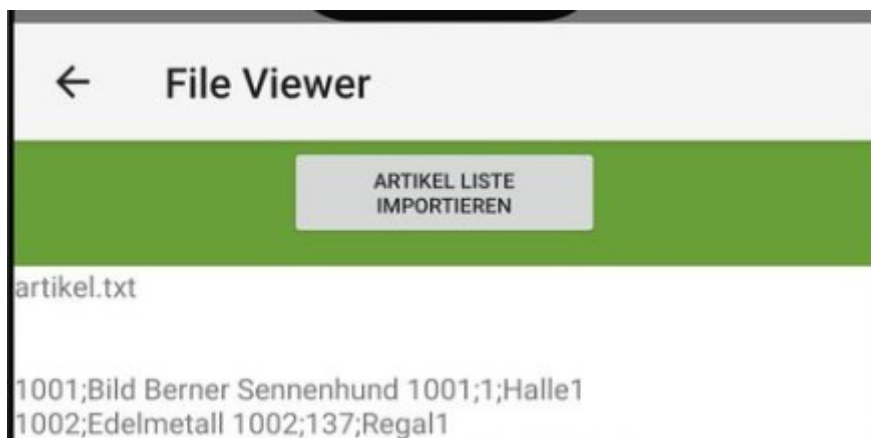 File Viewer
ARTIKEL LISTE
IMPORTIEREN
artikel.txt
1001;Bild Berner Sennenhund 1001;1;Halle1
1002;Edelmetall 1002;137;Regal1